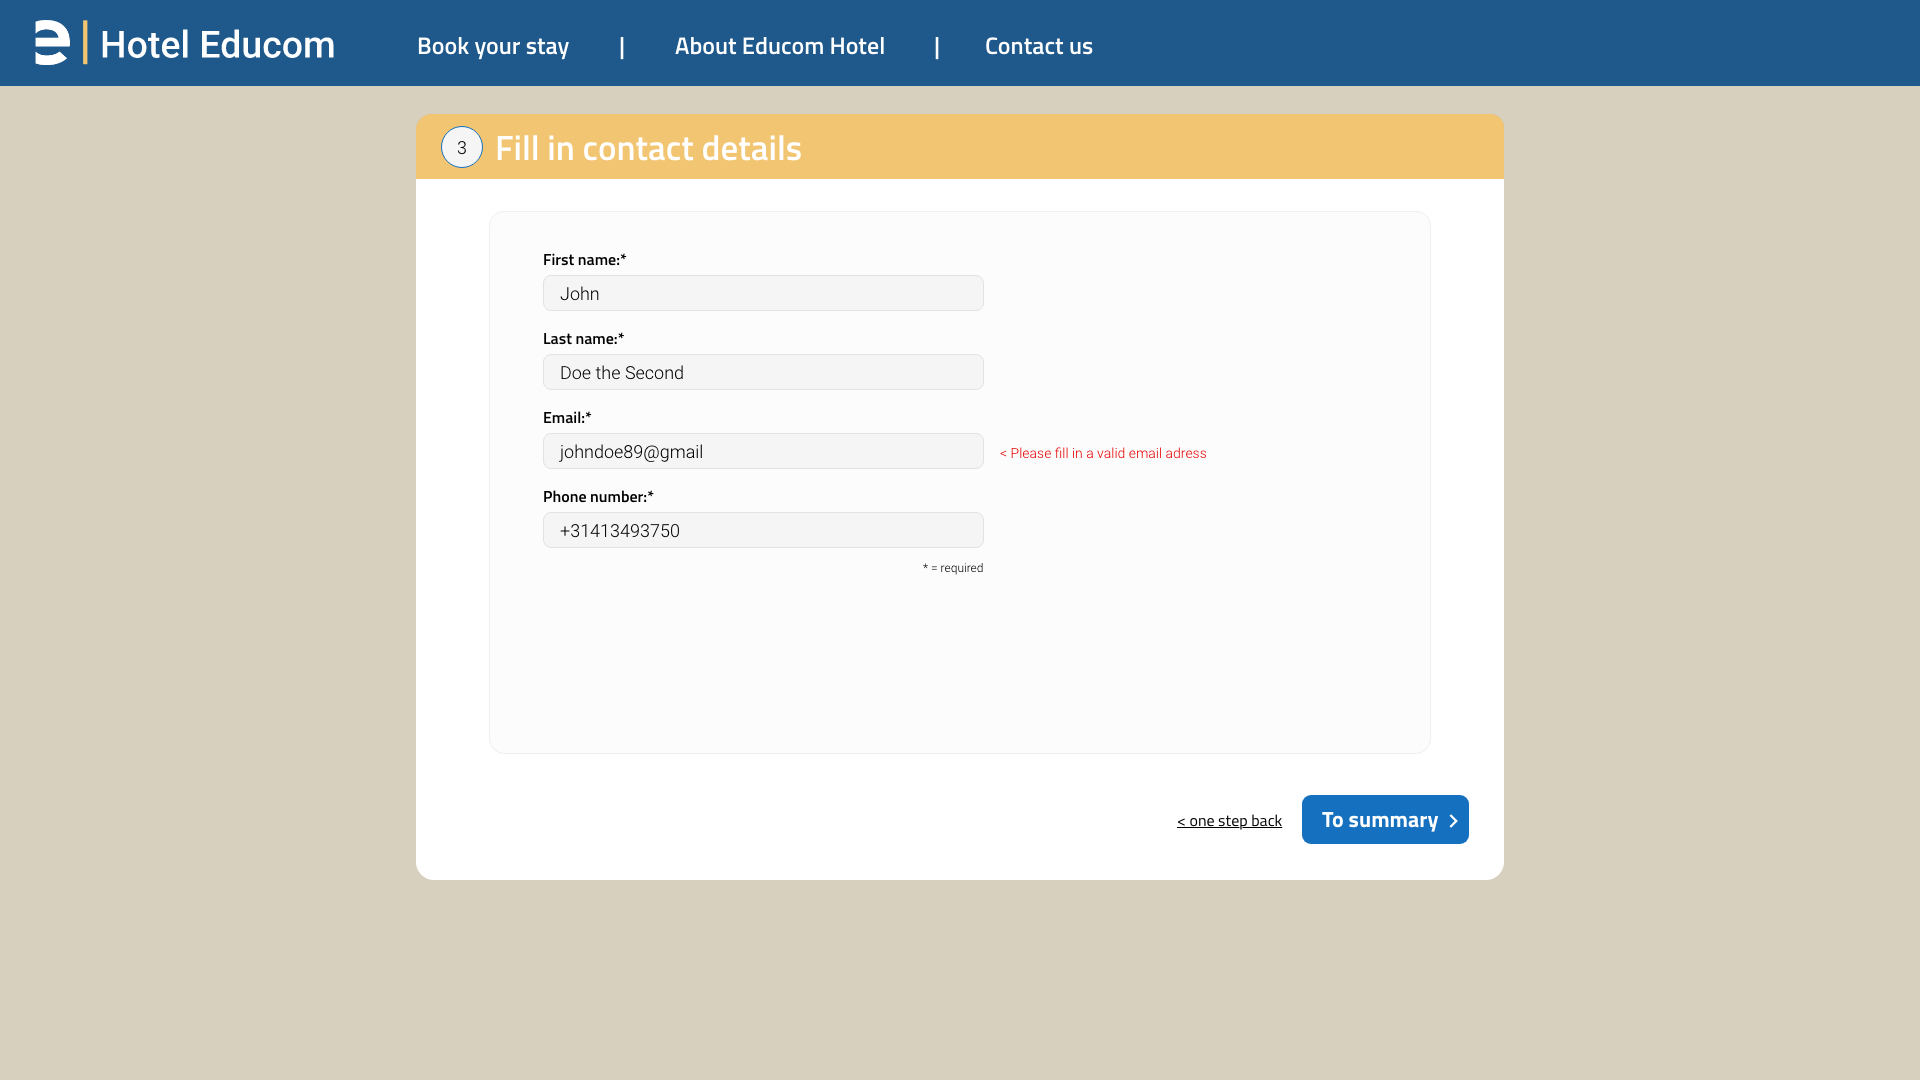 e | Hotel Educom
Book your stay | About Educom Hotel | Contact us
3 Fill in contact details
First name:*
John
Last name:*
Doe the Second
Email:*
johndoe89@gmail < Please fill in a valid email adress
Phone number:*
+31413493750
* = required
< one step back To summary >